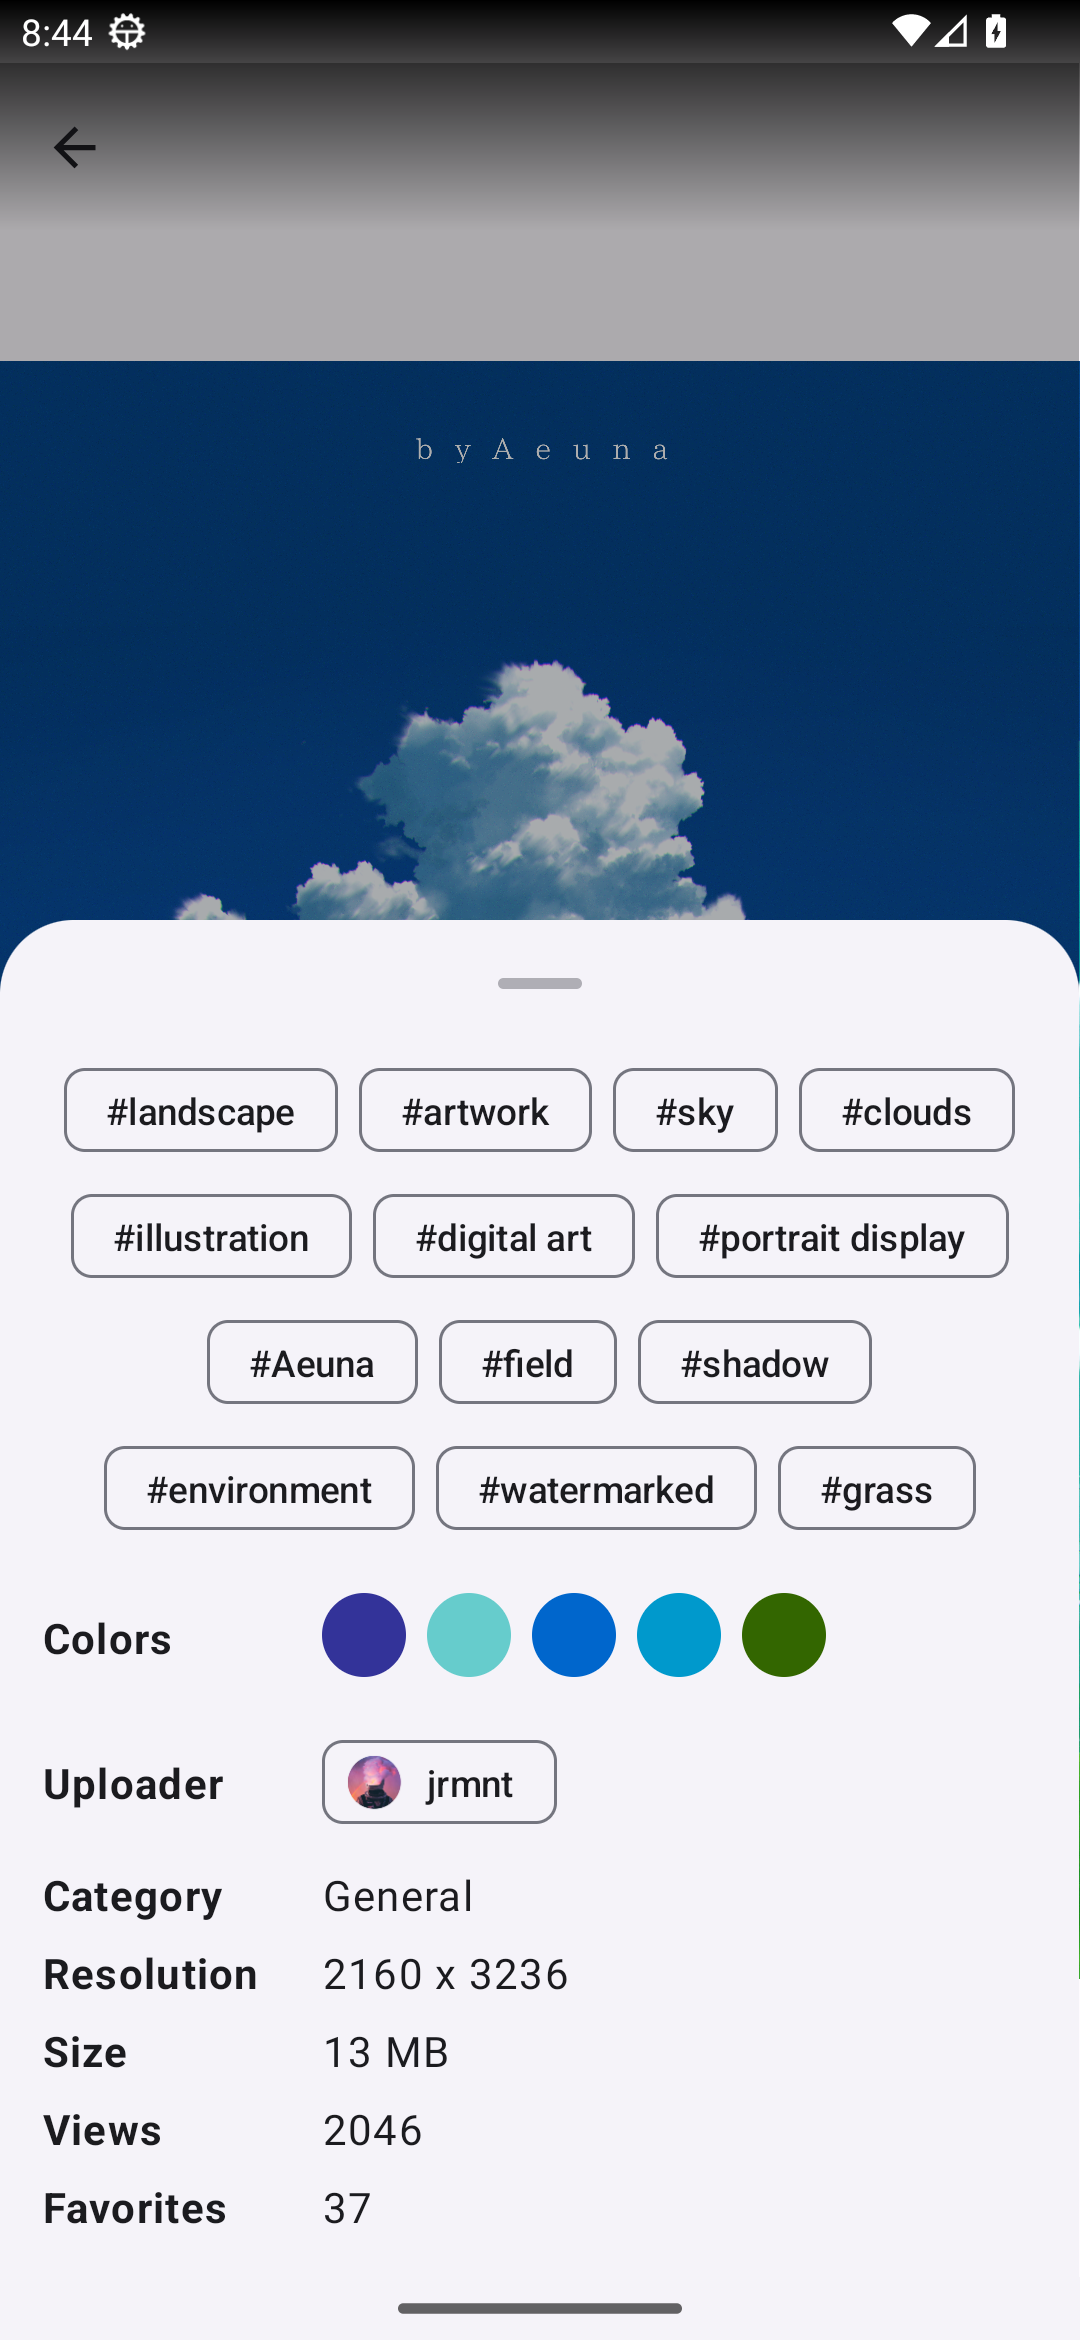 8:44
byAeuna
#landscape #artwork #sky #clouds
#illustration #digital art #portrait display
#Aeuna #field #shadow
#environment #watermarked #grass
Colors
Uploader jrmnt
Category General
Resolution 2160 x 3236
Size 13 MB
Views 2046
Favorites 37